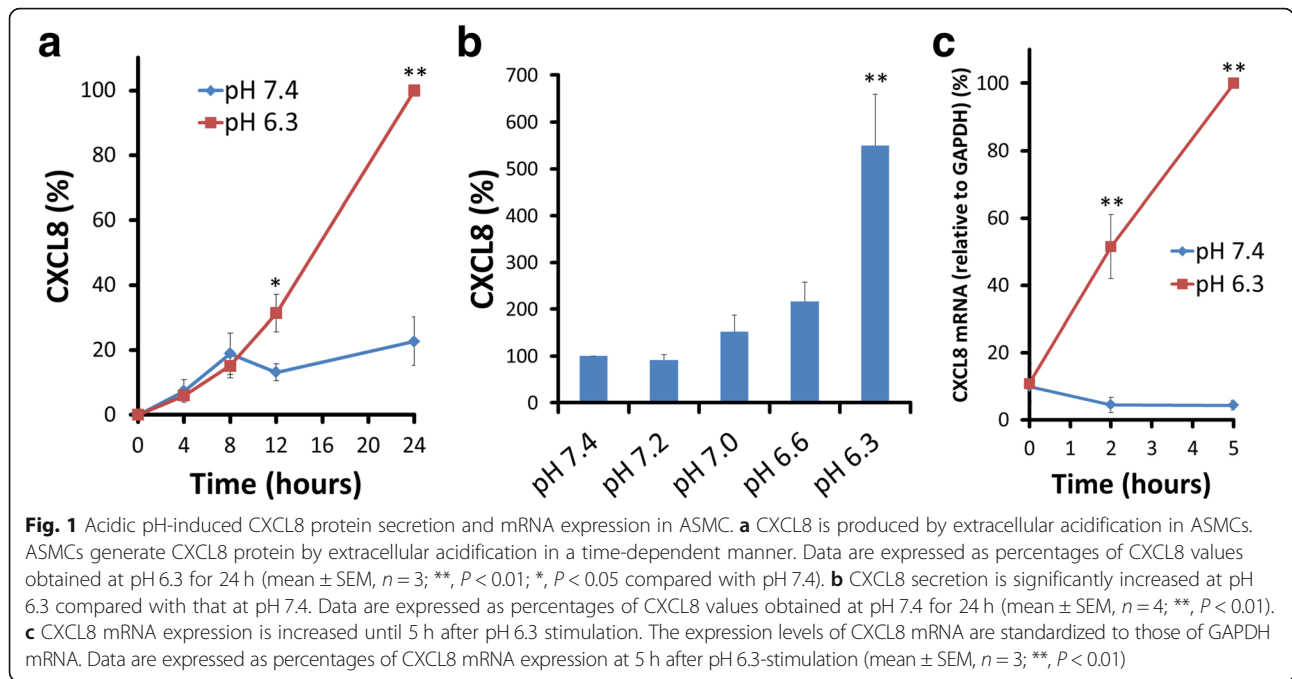 a
CXCL8 (%)
100
80
60
40
20
0
pH 7.4
pH 6.3
*
**
0 4 8 12 16 20 24
Time (hours)
b
CXCL8 (%)
700
600
500
400
300
200
100
0
**
pH 7.4 pH 7.2 pH 7.0 pH 6.6 pH 6.3
c
CXCL8 mRNA (relative to GAPDH) (%)
100
80
60
40
20
0
**
**
pH 7.4
pH 6.3
0 1 2 3 4 5
Time (hours)
Fig. 1 Acidic pH-induced CXCL8 protein secretion and mRNA expression in ASMC. a CXCL8 is produced by extracellular acidification in ASMCs.
ASMCs generate CXCL8 protein by extracellular acidification in a time-dependent manner. Data are expressed as percentages of CXCL8 values
obtained at pH 6.3 for 24 h (mean ± SEM, n = 3; **, P < 0.01; *, P < 0.05 compared with pH 7.4). b CXCL8 secretion is significantly increased at pH
6.3 compared with that at pH 7.4. Data are expressed as percentages of CXCL8 values obtained at pH 7.4 for 24 h (mean ± SEM, n = 4; **, P < 0.01).
c CXCL8 mRNA expression is increased until 5 h after pH 6.3 stimulation. The expression levels of CXCL8 mRNA are standardized to those of GAPDH
mRNA. Data are expressed as percentages of CXCL8 mRNA expression at 5 h after pH 6.3-stimulation (mean ± SEM, n = 3; **, P < 0.01)